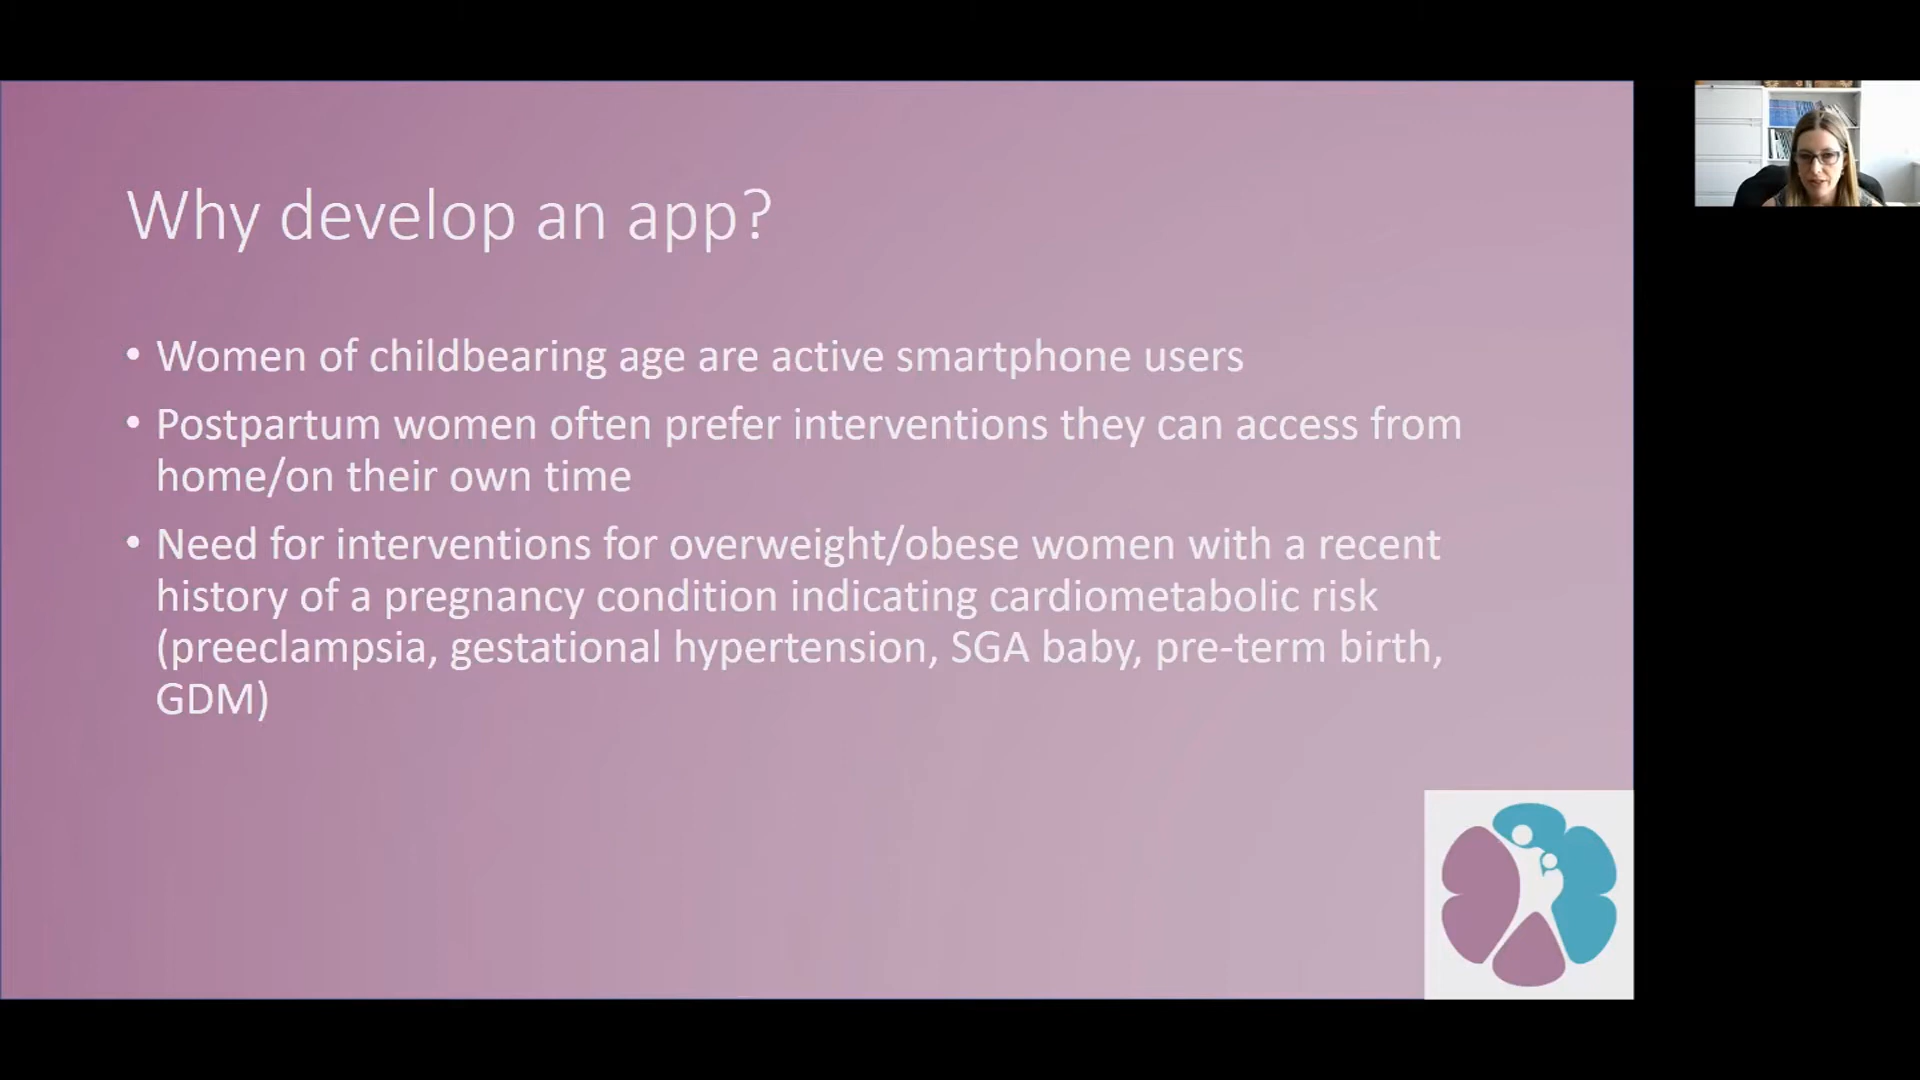 Why develop an app?
• Women of childbearing age are active smartphone users
• Postpartum women often prefer interventions they can access from
home/on their own time
• Need for interventions for overweight/obese women with a recent
history of a pregnancy condition indicating cardiometabolic risk
(preeclampsia, gestational hypertension, SGA baby, pre-term birth,
GDM)